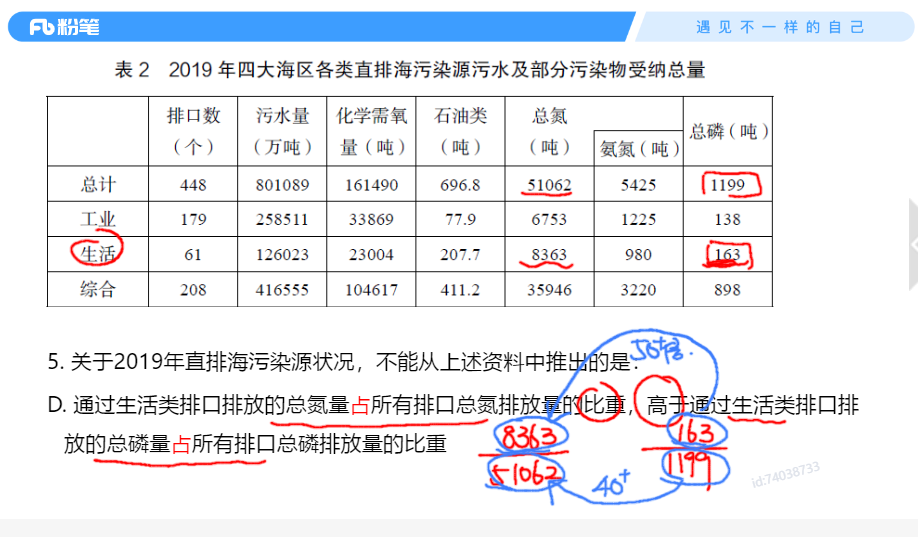 粉笔
遇见不一样的自己
表 2 2019 年四大海区各类直排海污染源污水及部分污染物受纳总量
排口数（个） 污水量（万吨） 化学需氧量（吨） 石油类（吨） 总氮（吨） 氨氮（吨） 总磷（吨）
总计 448 801089 161490 696.8 51062 5425 1199
工业 179 258511 33869 77.9 6753 1225 138
生活 61 126023 23004 207.7 8363 980 163
综合 208 416555 104617 411.2 35946 3220 898
50+倍
5. 关于2019年直排海污染源状况，不能从上述资料中推出的是：
D. 通过生活类排口排放的总氮量占所有排口总氮排放量的比重，高于通过生活类排口排
放的总磷量占所有排口总磷排放量的比重
8363 163
51062 1199
40+
id:74038733